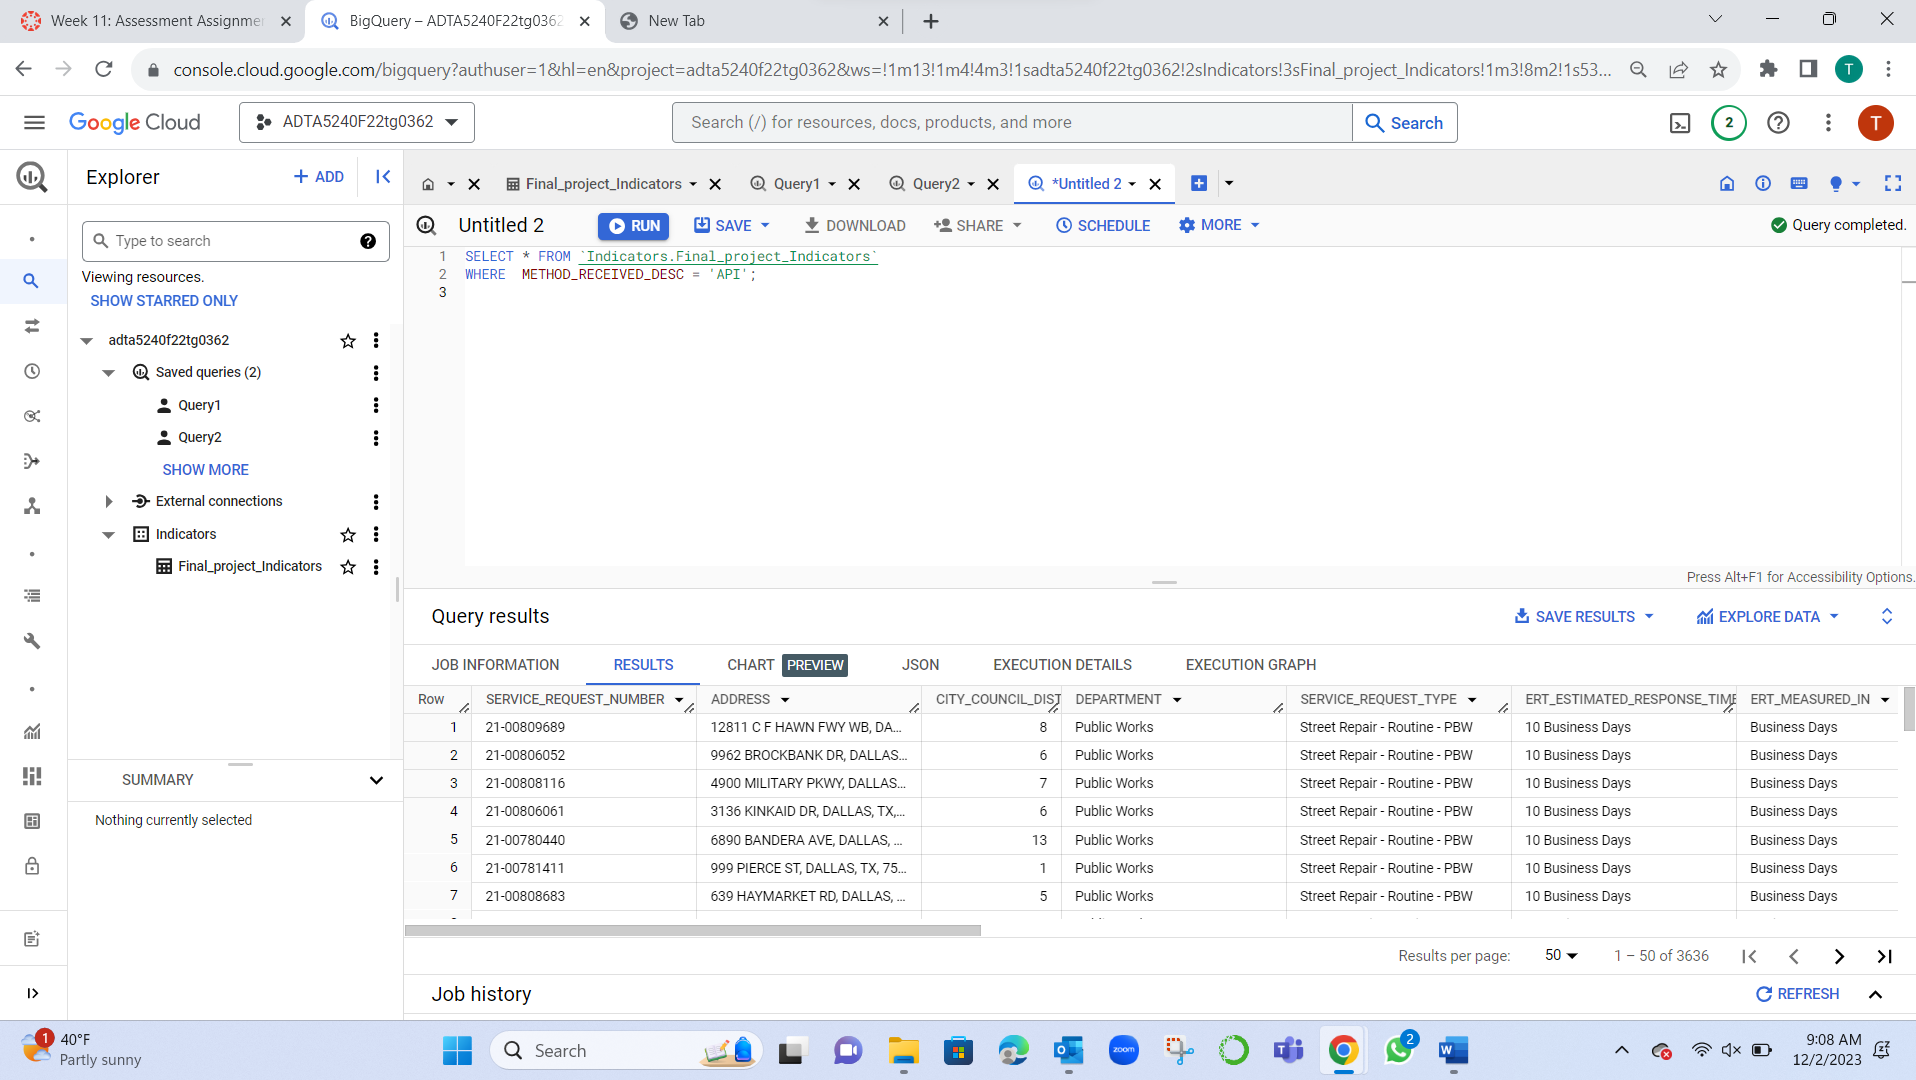 Week 11: Assessment Assignmen
BigQuery – ADTA5240F22tg0362
New Tab
console.cloud.google.com/bigquery?authuser=1&hl=en&project=adta5240f22tg0362&ws=!1m13!1m4!4m3!1sadta5240f22tg0362!2sIndicators!3sFinal_project_Indicators!1m3!8m2!1s53...
T
Google Cloud
ADTA5240F22tg0362
Search (/) for resources, docs, products, and more
Search
2
T
Explorer
+ ADD
Final_project_Indicators
Query1
Query2
*Untitled 2
Untitled 2
RUN
SAVE
DOWNLOAD
SHARE
SCHEDULE
MORE
Query completed.
Type to search
Viewing resources.
SHOW STARRED ONLY
adta5240f22tg0362
Saved queries (2)
Query1
Query2
SHOW MORE
External connections
Indicators
Final_project_Indicators
SUMMARY
Nothing currently selected
1 SELECT * FROM `Indicators.Final_project_Indicators`
2 WHERE METHOD_RECEIVED_DESC = 'API';
3
Press Alt+F1 for Accessibility Options.
Query results
SAVE RESULTS
EXPLORE DATA
JOB INFORMATION RESULTS CHART PREVIEW JSON EXECUTION DETAILS EXECUTION GRAPH
Row SERVICE_REQUEST_NUMBER ADDRESS CITY_COUNCIL_DIST DEPARTMENT SERVICE_REQUEST_TYPE ERT_ESTIMATED_RESPONSE_TIME ERT_MEASURED_IN
1 21-00809689 12811 C F HAWN FWY WB, DA... 8 Public Works Street Repair - Routine - PBW 10 Business Days Business Days
2 21-00806052 9962 BROCKBANK DR, DALLAS... 6 Public Works Street Repair - Routine - PBW 10 Business Days Business Days
3 21-00808116 4900 MILITARY PKWY, DALLAS... 7 Public Works Street Repair - Routine - PBW 10 Business Days Business Days
4 21-00806061 3136 KINKAID DR, DALLAS, TX,... 6 Public Works Street Repair - Routine - PBW 10 Business Days Business Days
5 21-00780440 6890 BANDERA AVE, DALLAS, ... 13 Public Works Street Repair - Routine - PBW 10 Business Days Business Days
6 21-00781411 999 PIERCE ST, DALLAS, TX, 75... 1 Public Works Street Repair - Routine - PBW 10 Business Days Business Days
7 21-00808683 639 HAYMARKET RD, DALLAS, ... 5 Public Works Street Repair - Routine - PBW 10 Business Days Business Days
Results per page: 50 1 – 50 of 3636
Job history
REFRESH
1
40°F
Partly sunny
Search
zoom
2
9:08 AM
12/2/2023